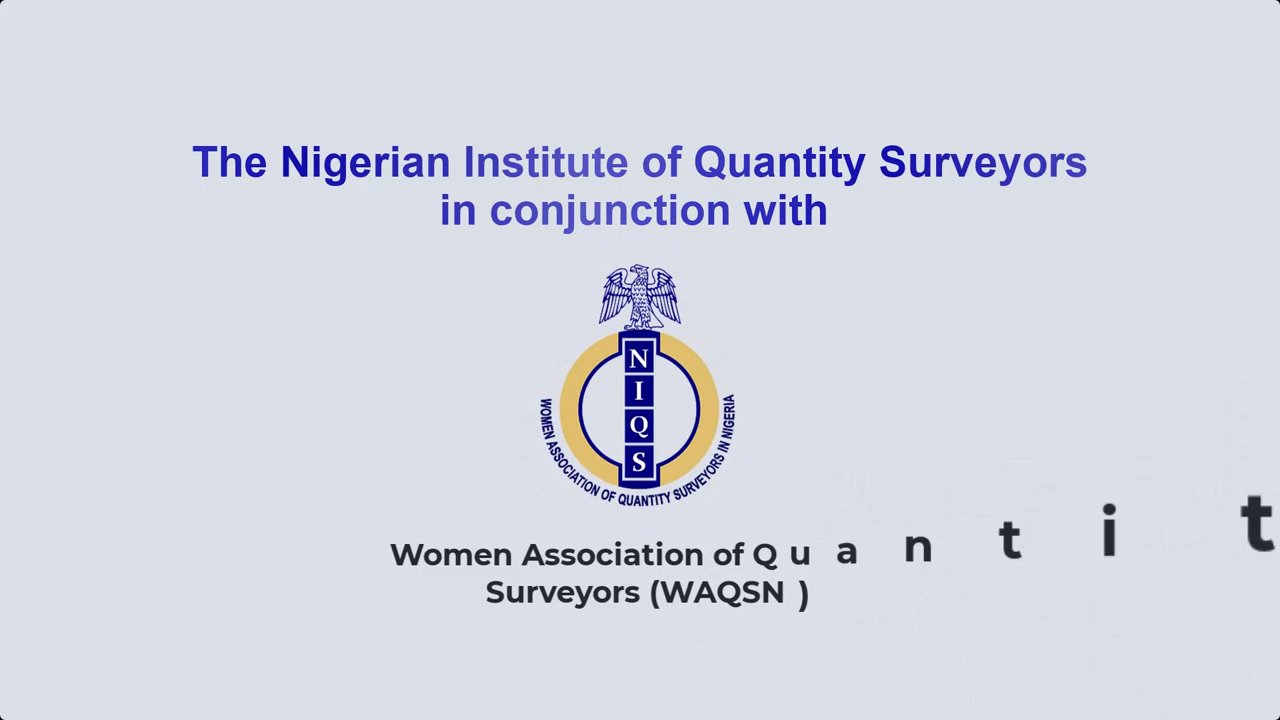 The Nigerian Institute of Quantity Surveyors
in conjunction with
N
I
Q
S
WOMEN ASSOCIATION OF QUANTITY SURVEYORS IN NIGERIA
Women Association of Quantit
Surveyors (WAQSN )